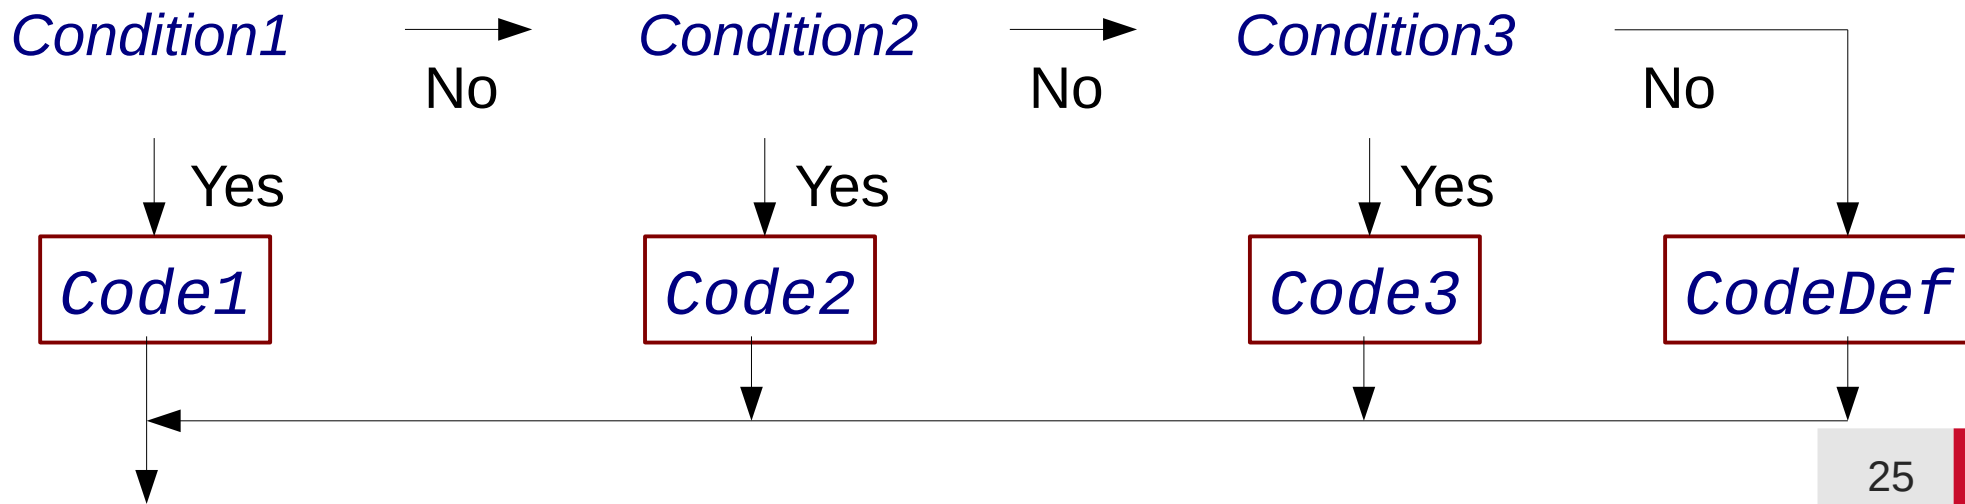 Condition1 Condition2 Condition3
No No No
Yes Yes Yes
Code1 Code2 Code3 CodeDef
25